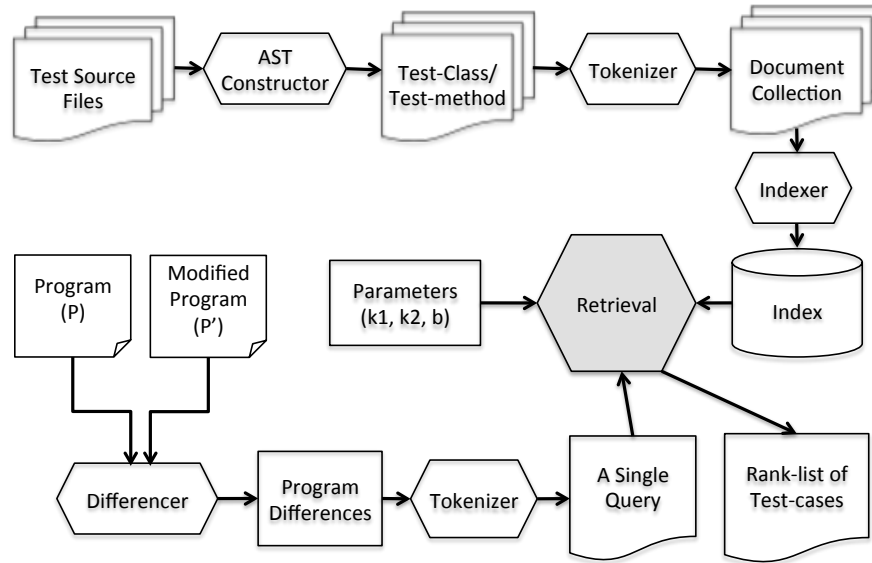 Test Source
Files
AST
Constructor
Test-Class/
Test-method
Tokenizer
Document
Collection
Indexer
Program
(P)
Modified
Program
(P’)
Parameters
(k1, k2, b)
Retrieval
Index
Differencer
Program
Differences
Tokenizer
A Single
Query
Rank-list of
Test-cases